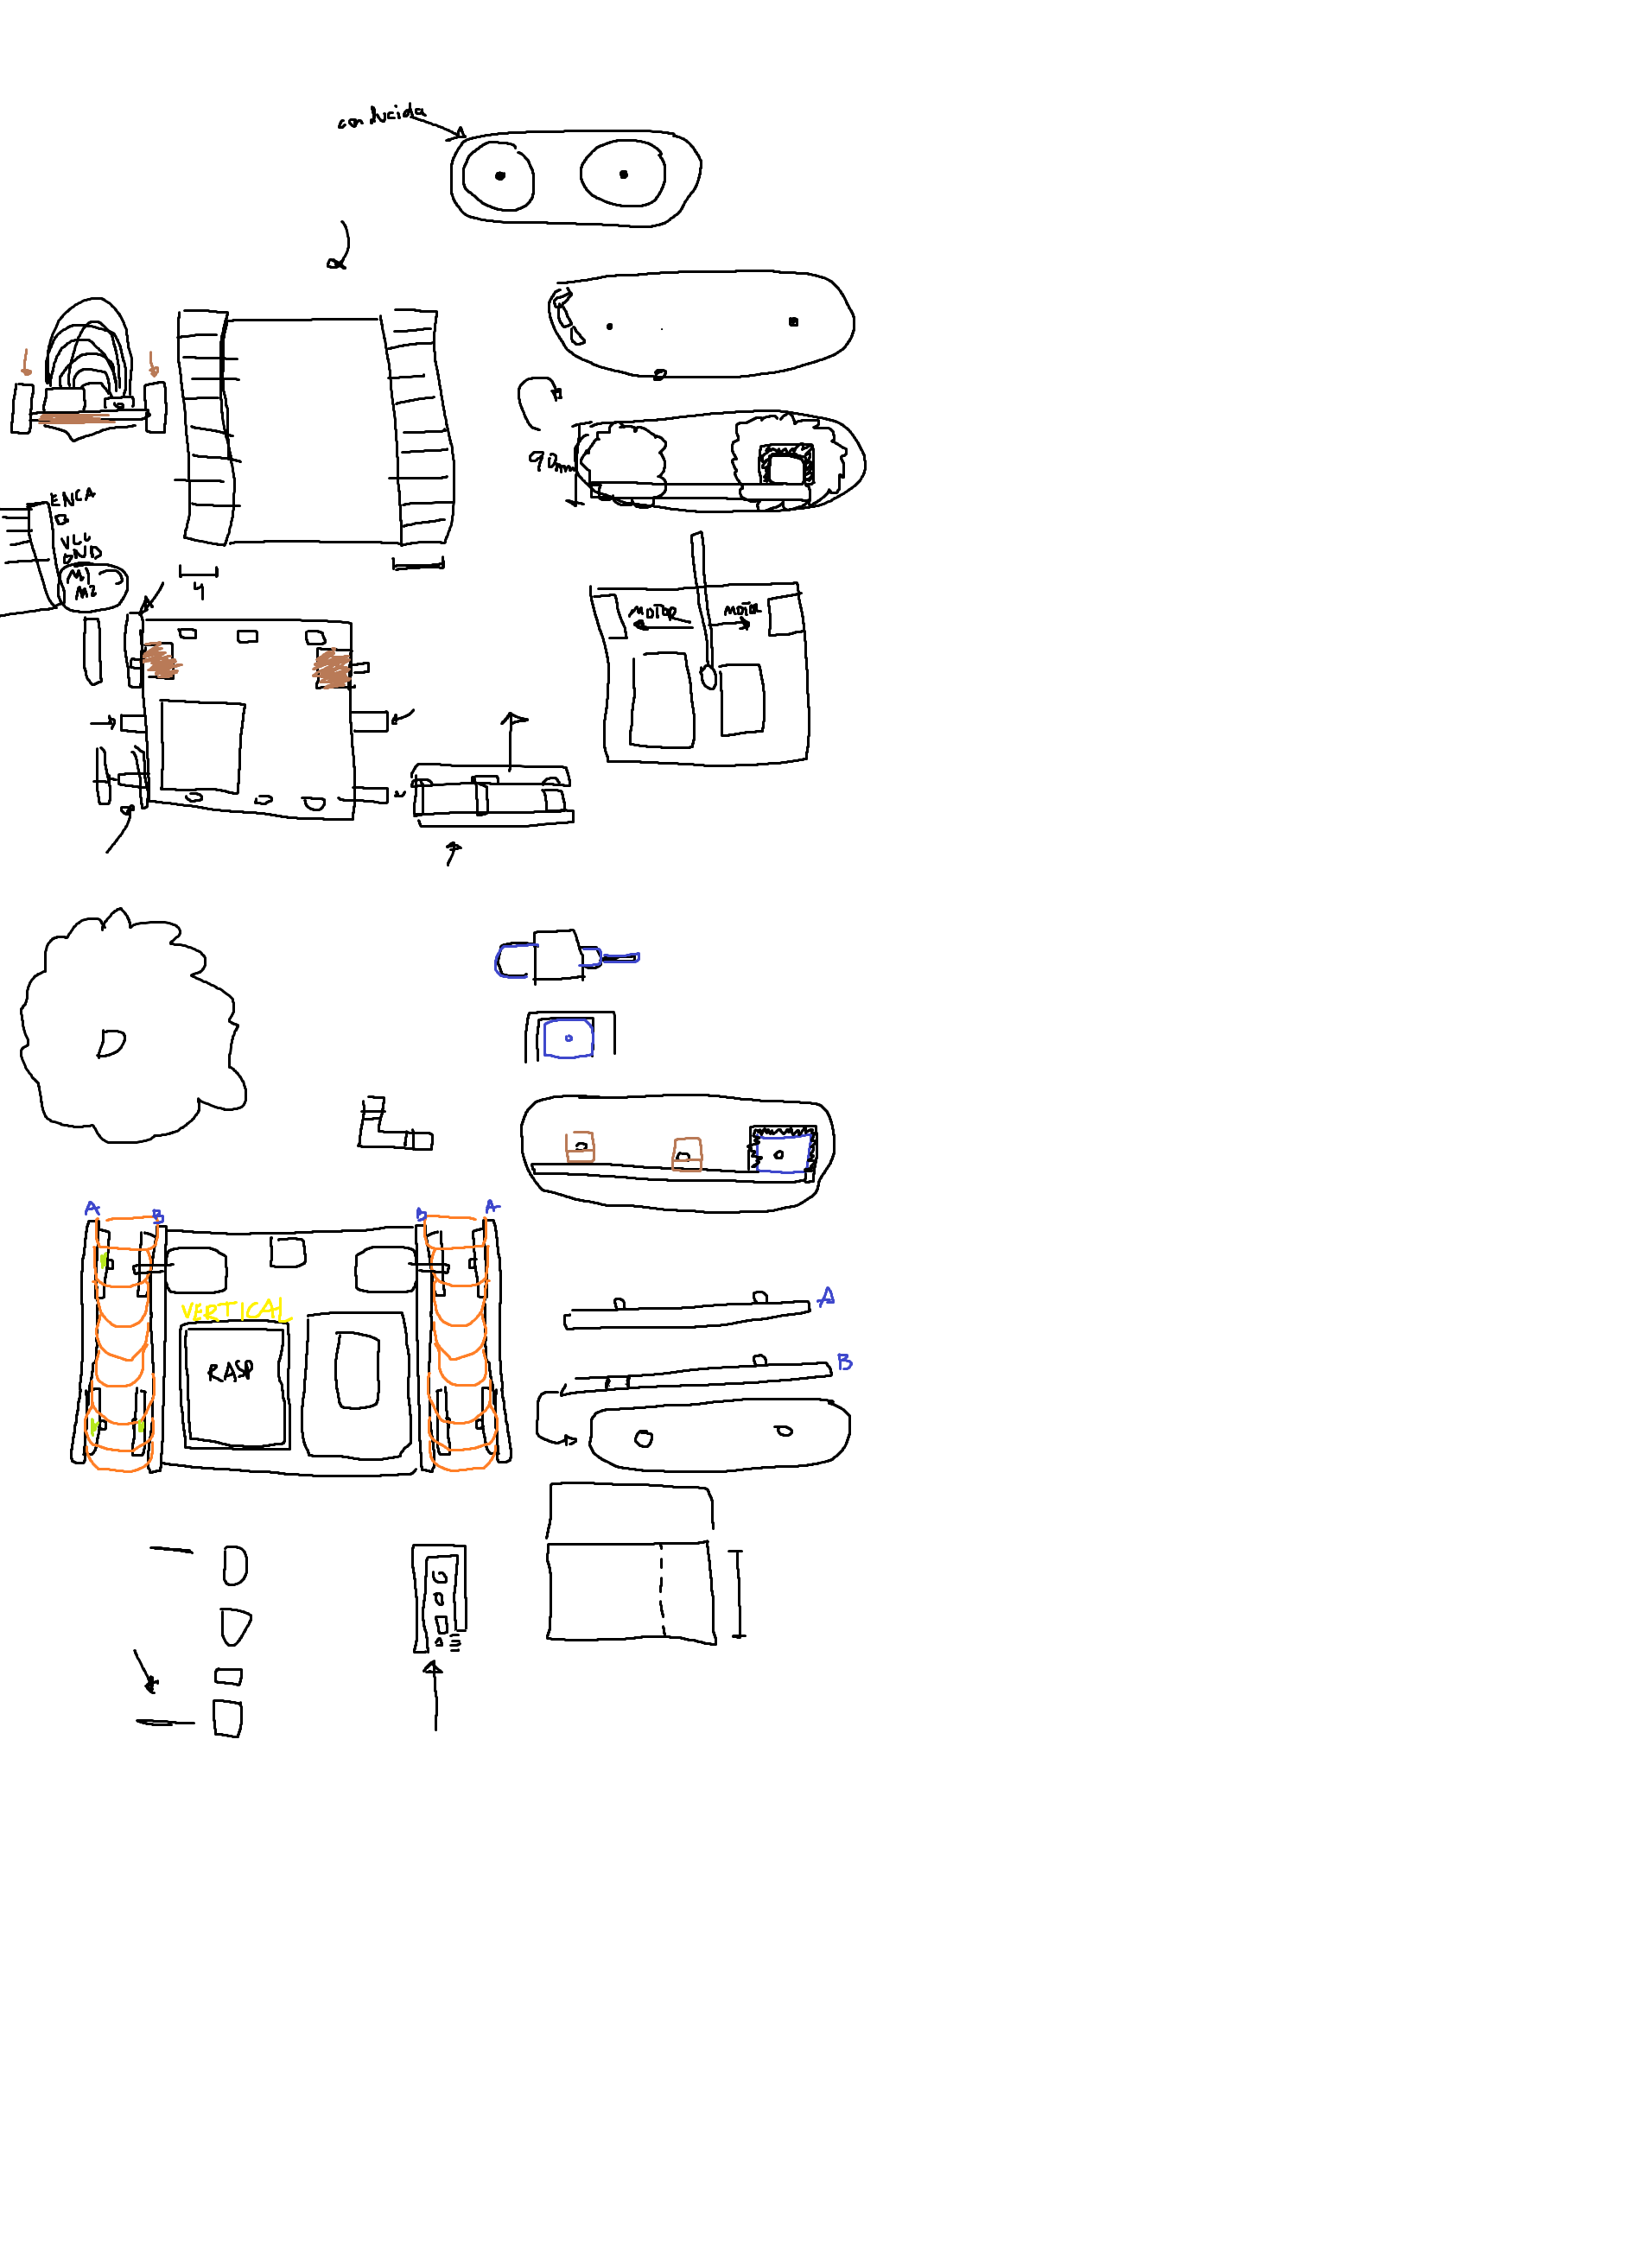 conducida
90mm
ENCA
VCC
GND
M1
M2
4
MOTOR MOTOR
A B B A
VERTICAL
RASP
A
B